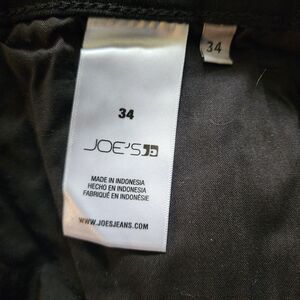 34
34
JOE'S
MADE IN INDONESIA
HECHO EN INDONESIA
FABRIQUÉ EN INDONÉSIE
WWW.JOESJEANS.COM